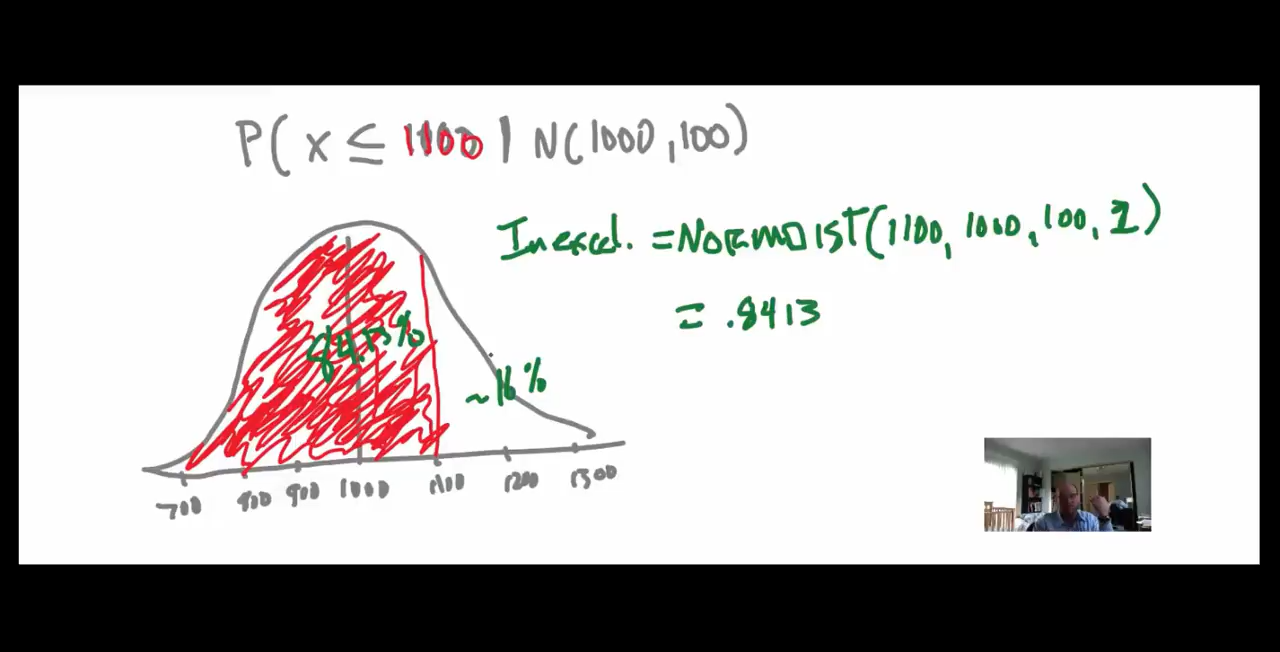 P( x ≤ 1100 | N(1000,100)
In excel. =NORMDIST(1100, 1000, 100, 1)
= .8413
84.13%
~16%
700 800 900 1000 1100 1200 1300